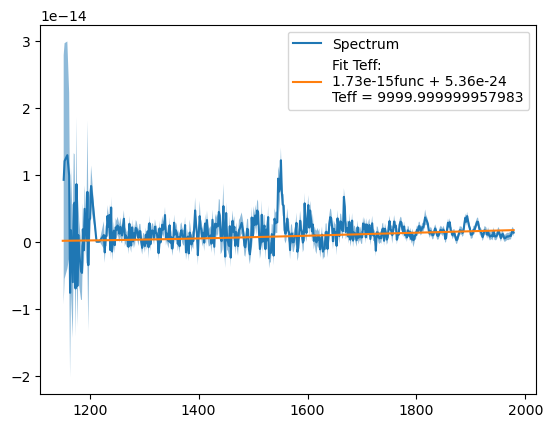 1e−14
Spectrum
Fit Teff:
1.73e-15func + 5.36e-24
Teff = 9999.999999957983
3
2
1
0
−1
−2
1200 1400 1600 1800 2000